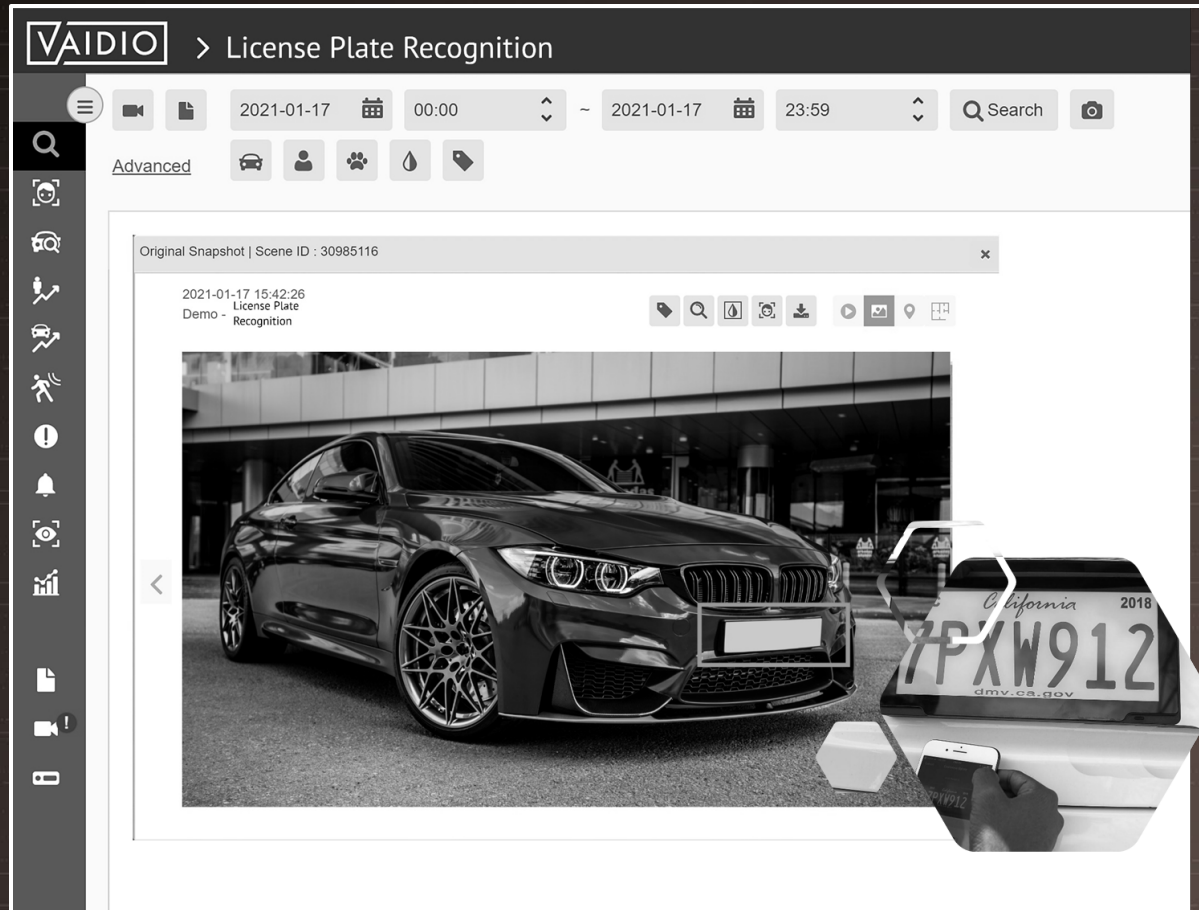 VAIDIO > License Plate Recognition
2021-01-17 00:00 ~ 2021-01-17 23:59 Search
Advanced
Original Snapshot | Scene ID : 30985116
2021-01-17 15:42:26
Demo - License Plate
Recognition
California 2018
7PXW912
dmv.ca.gov
7PXW912